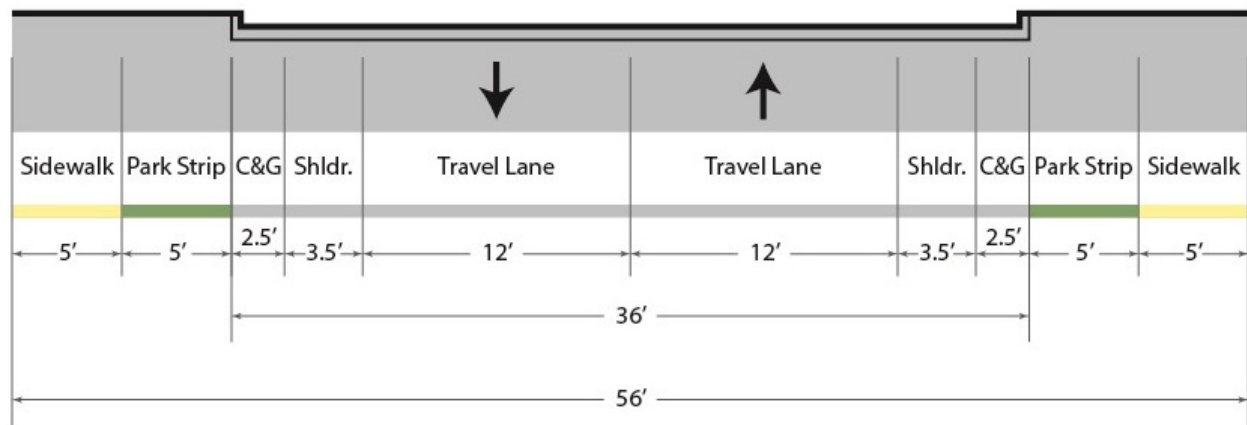 Sidewalk Park Strip C&G Shldr. Travel Lane Travel Lane Shldr. C&G Park Strip Sidewalk
5’ 5’ 2.5’ 3.5’ 12’ 12’ 3.5’ 2.5’ 5’ 5’
36’
56’